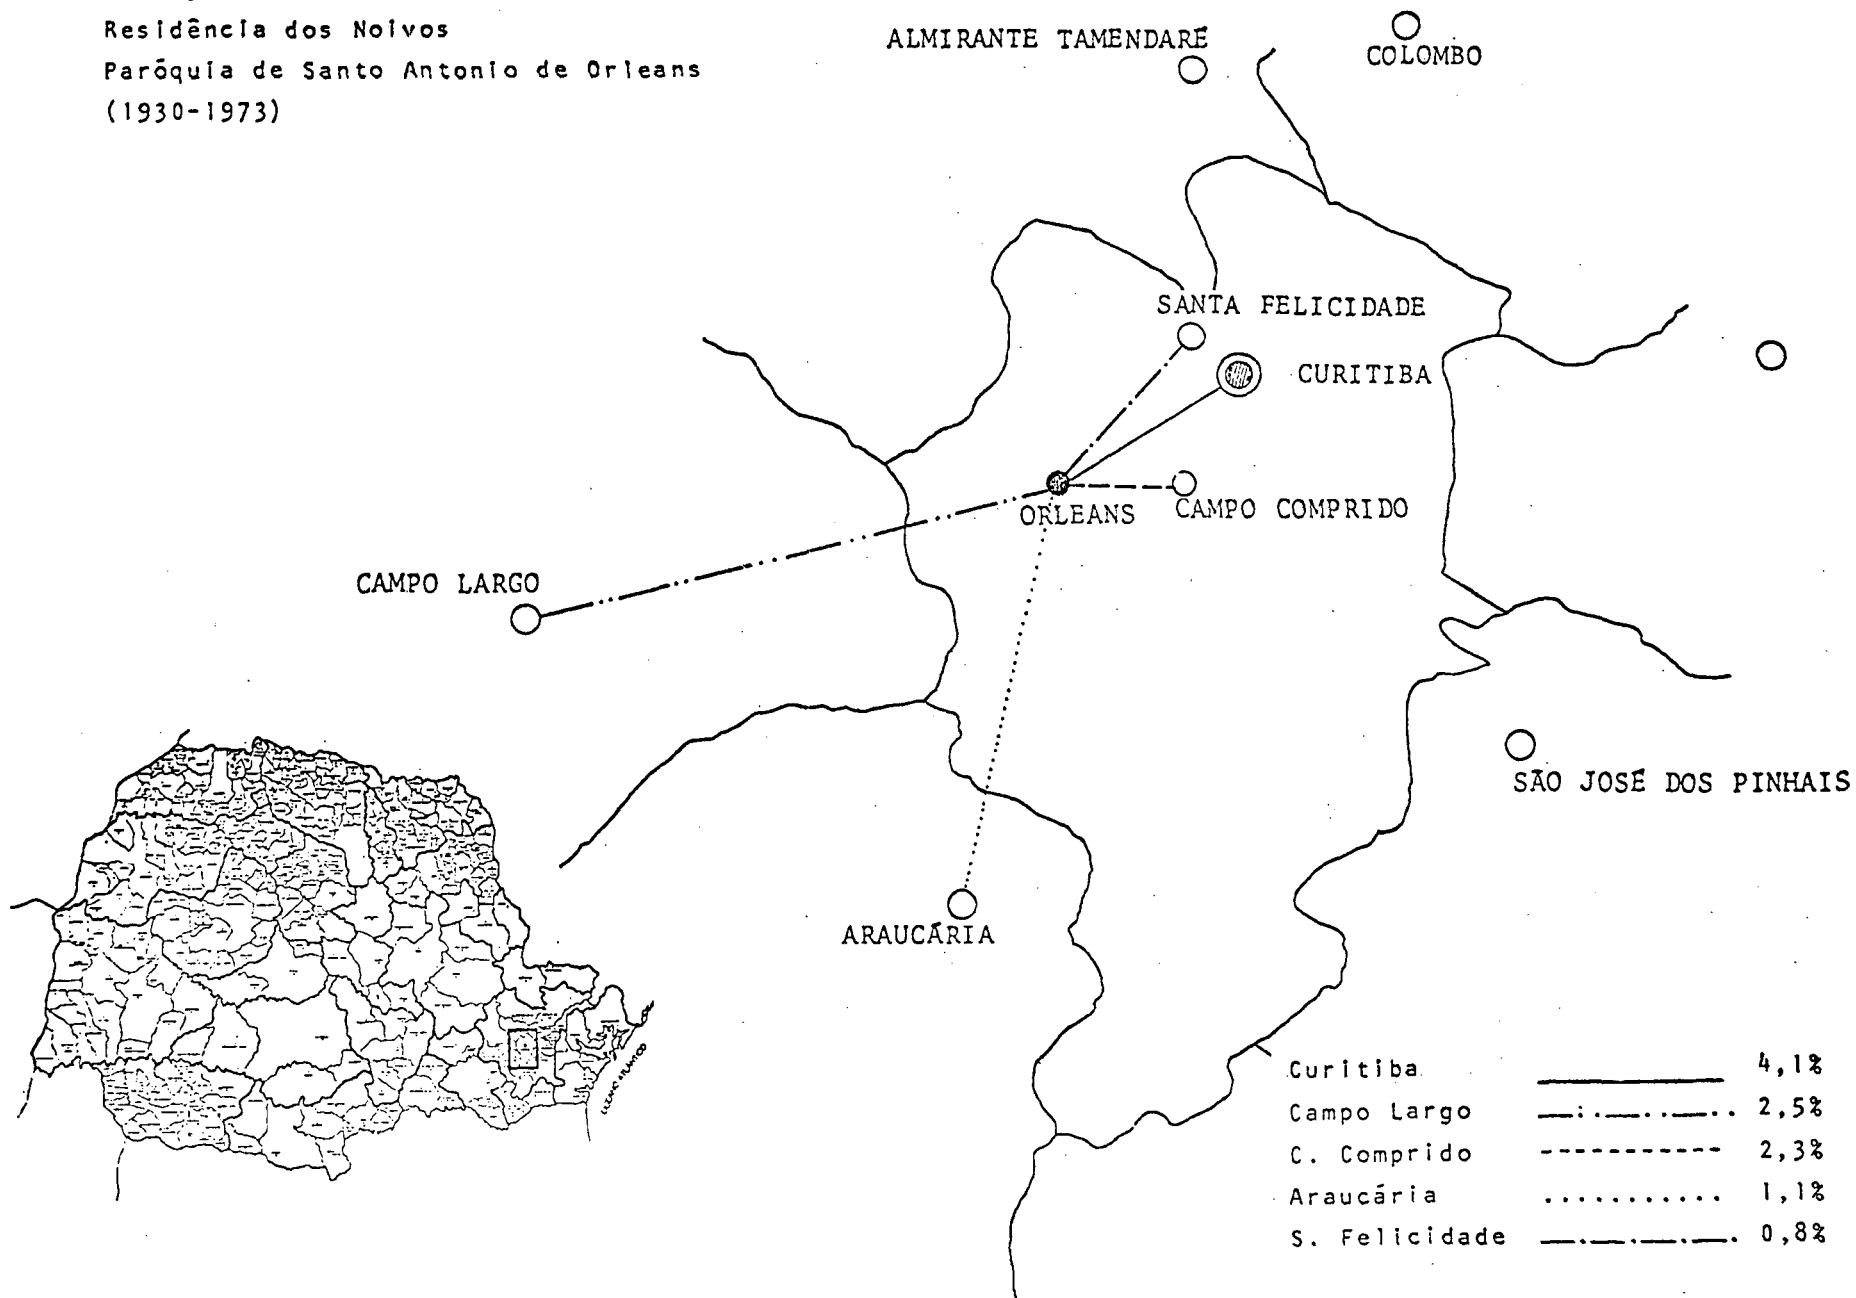 Residência dos Noivos
Paróquia de Santo Antonio de Orleans
(1930-1973)
ALMIRANTE TAMENDARÉ
COLOMBO
SANTA FELICIDADE
CURITIBA
ORLEANS
CAMPO COMPRIDO
CAMPO LARGO
SÃO JOSÉ DOS PINHAIS
ARAUCÁRIA
Curitiba 4,1%
Campo Largo 2,5%
C. Comprido 2,3%
Araucária 1,1%
S. Felicidade 0,8%